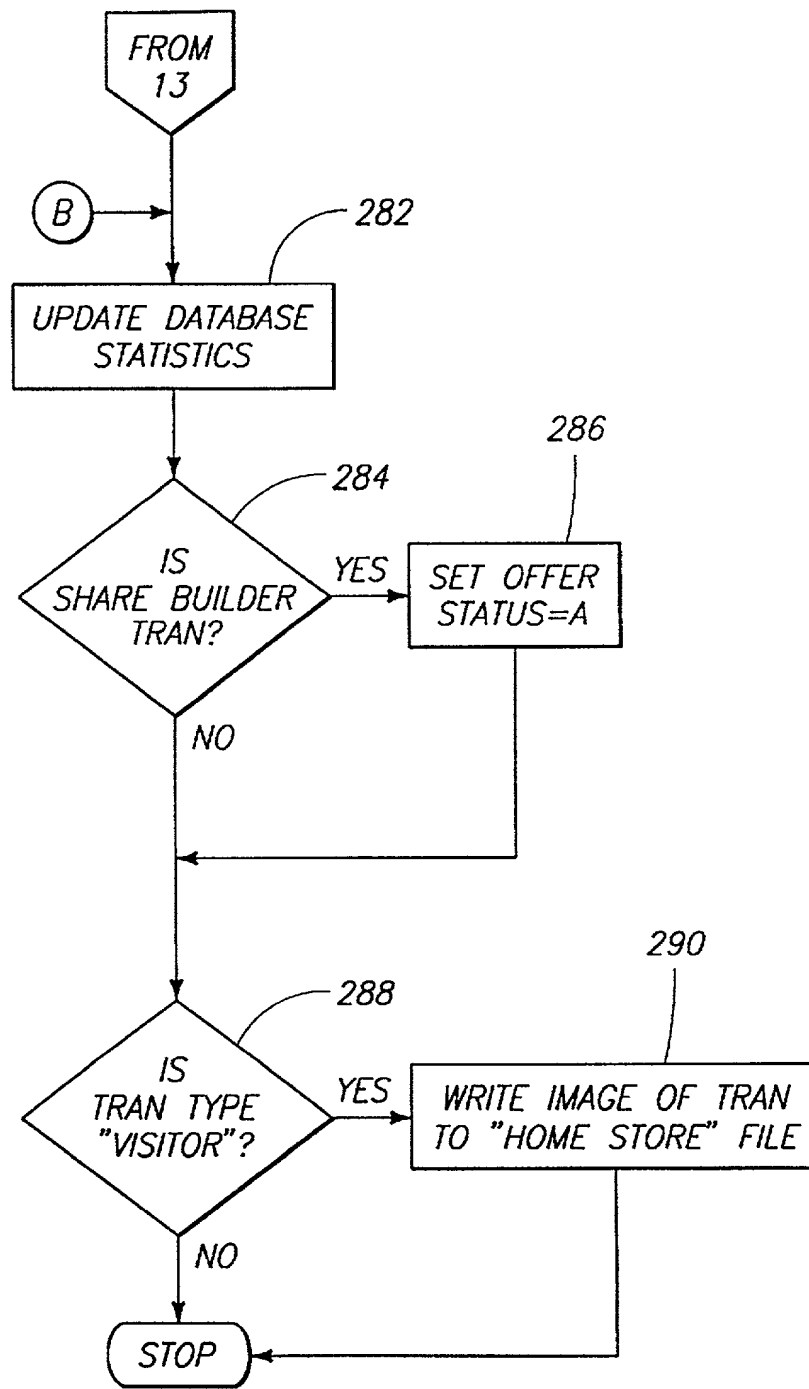 FROM
13
B
282
UPDATE DATABASE
STATISTICS
284
286
IS
SHARE BUILDER
TRAN?
YES
SET OFFER
STATUS=A
NO
288
290
IS
TRAN TYPE
"VISITOR"?
YES
WRITE IMAGE OF TRAN
TO "HOME STORE" FILE
NO
STOP